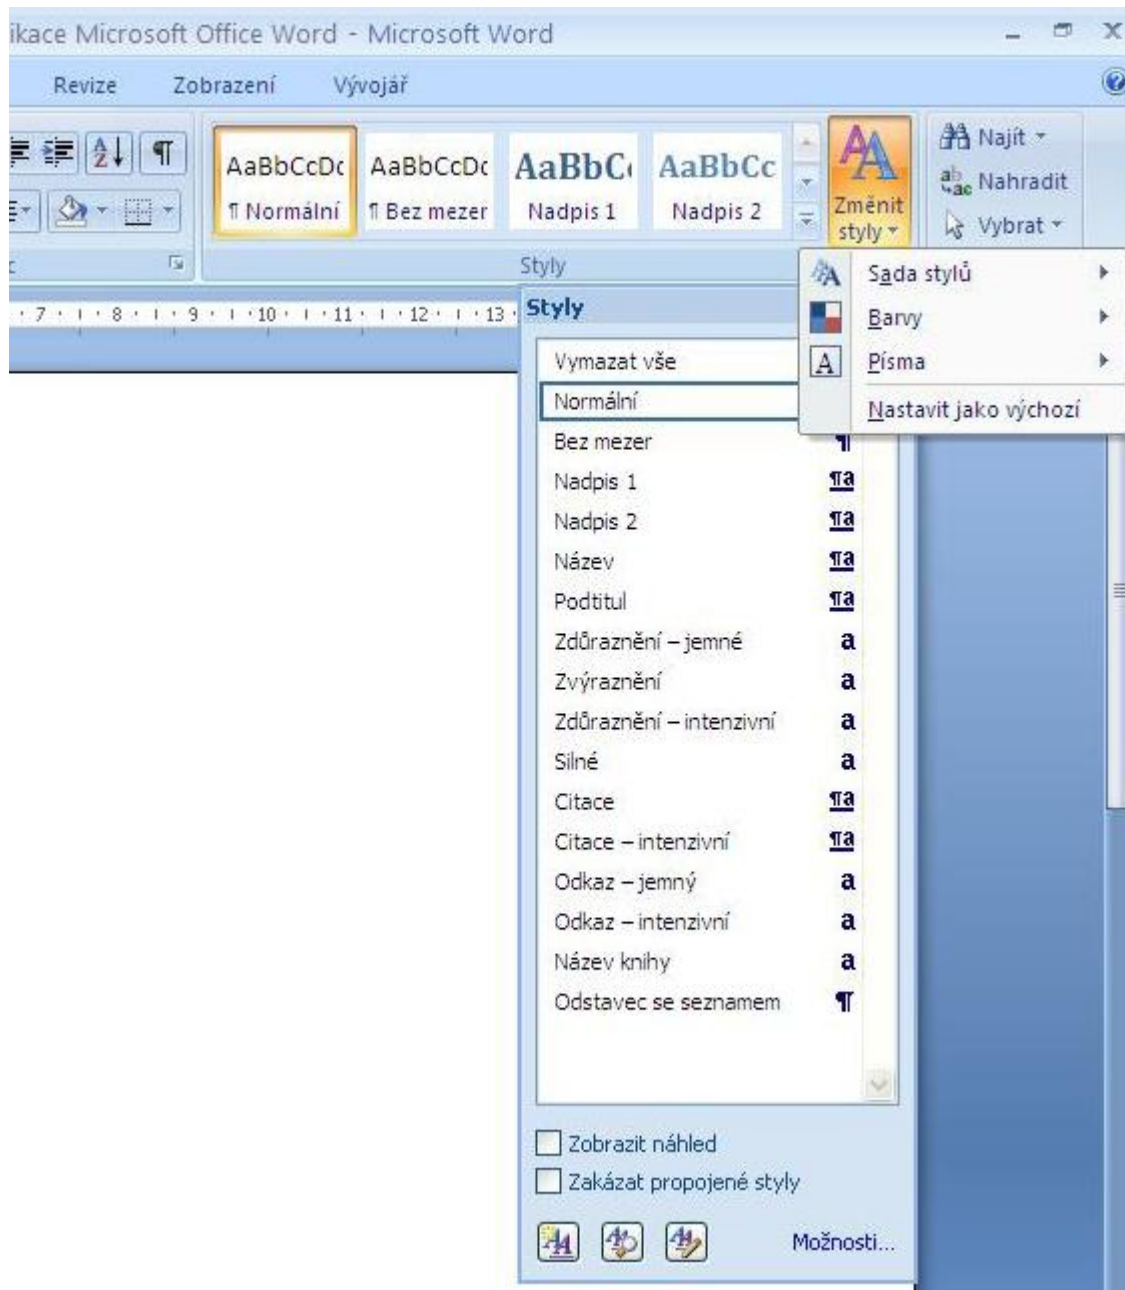 ikace Microsoft Office Word - Microsoft Word
Revize Zobrazení Vývojář
AaBbCcDc AaBbCcDc AaBbC AaBbCc
¶ Normální ¶ Bez mezer Nadpis 1 Nadpis 2
Změnit
styly
Najít
Nahradit
Vybrat
Styly
Sada stylů
Barvy
Písma
Nastavit jako výchozí
7 8 9 10 11 12 13
Styly
Vymazat vše
Normální
Bez mezer ¶
Nadpis 1 ¶a
Nadpis 2 ¶a
Název ¶a
Podtitul ¶a
Zdůraznění – jemné a
Zvýraznění a
Zdůraznění – intenzivní a
Silné a
Citace ¶a
Citace – intenzivní ¶a
Odkaz – jemný a
Odkaz – intenzivní a
Název knihy a
Odstavec se seznamem ¶
Zobrazit náhled
Zakázat propojené styly
Možnosti...